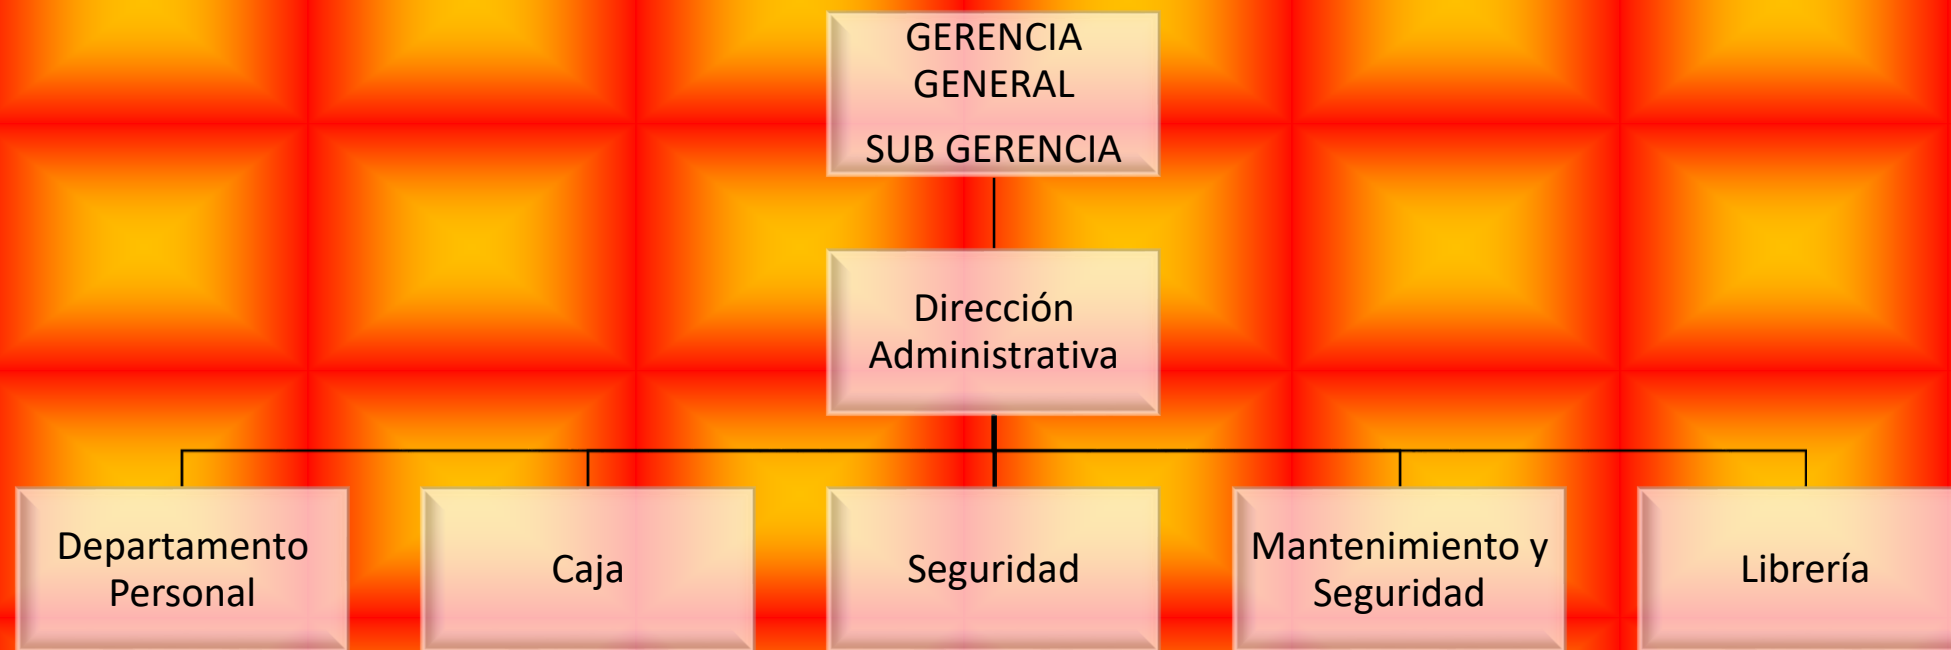 GERENCIA
GENERAL
SUB GERENCIA
Dirección
Administrativa
Departamento
Personal
Caja
Seguridad
Mantenimiento y
Seguridad
Librería